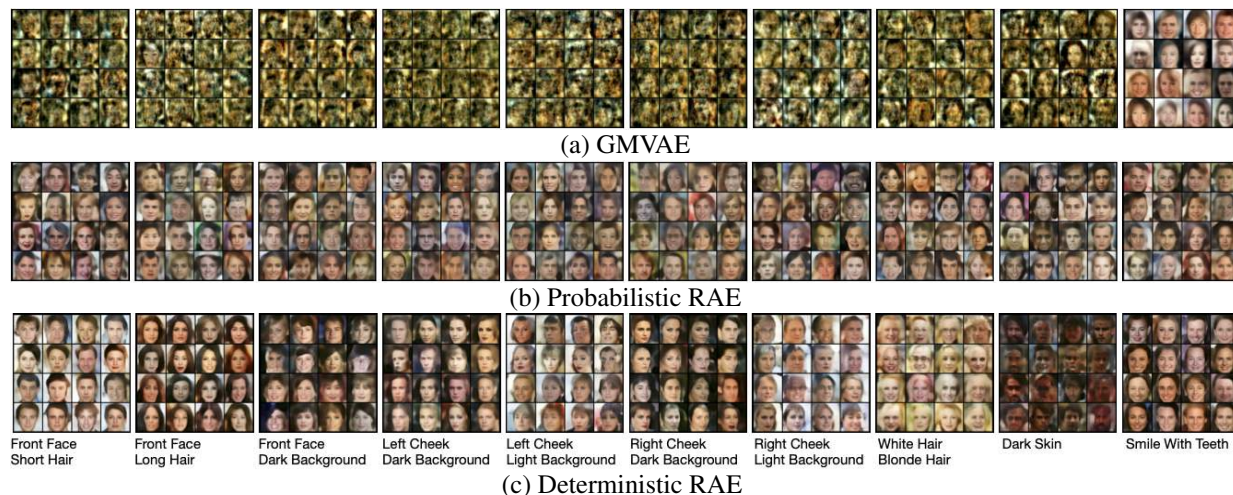 (a) GMVAE
(b) Probabilistic RAE
Front Face
Short Hair
Front Face
Long Hair
Front Face
Dark Background
Left Cheek
Dark Background
Left Cheek
Light Background
Right Cheek
Dark Background
Right Cheek
Light Background
White Hair
Blonde Hair
Dark Skin
Smile With Teeth
(c) Deterministic RAE